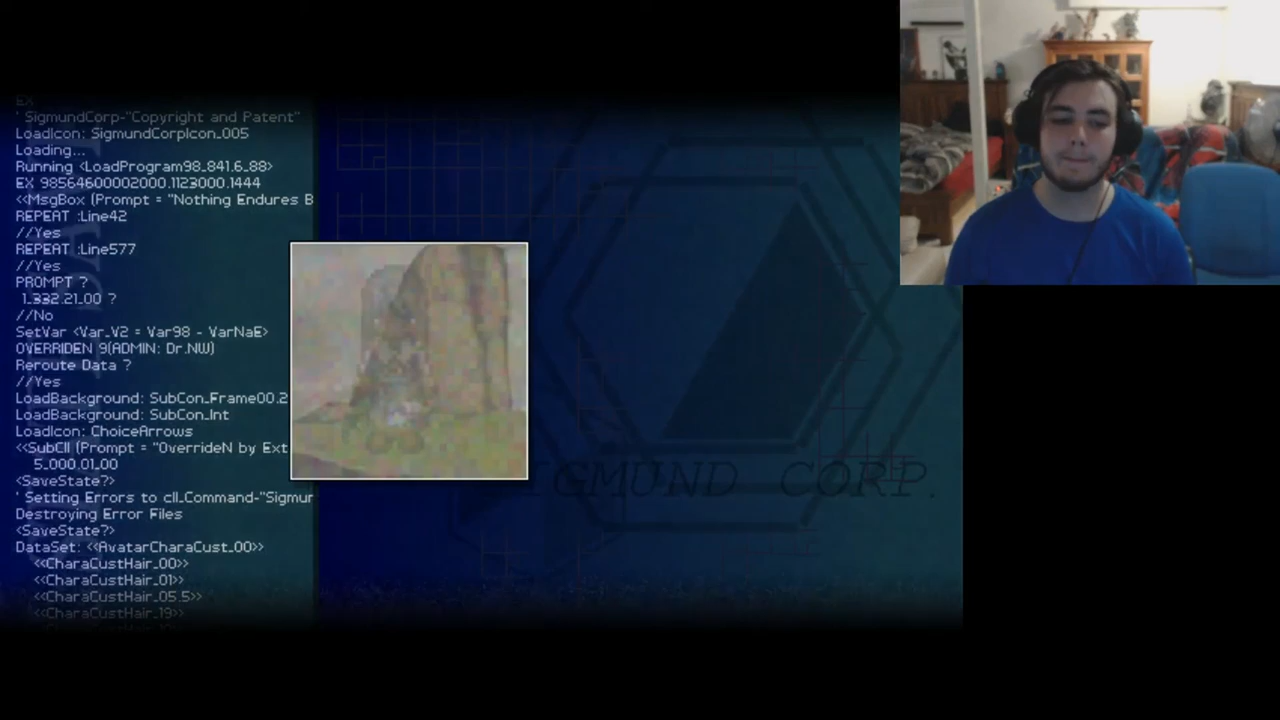 EX
' SigmundCorp-"Copyright and Patent"
LoadIcon: SigmundCorpIcon_005
Loading...
Running <LoadProgram98_841.6_88>
EX 98564600002000.1123000.1444
<<MsgBox (Prompt = "Nothing Endures B
REPEAT :Line42
//Yes
REPEAT :Line577
//Yes
PROMPT ?
1.332.21.00 ?
//No
SetVar <Var_V2 = Var98 - VarNaE>
OVERRIDEN 9(ADMIN: Dr.NW)
Reroute Data ?
//Yes
LoadBackground: SubCon_Frame00.2
LoadBackground: SubCon_Int
LoadIcon: ChoiceArrows
<<SubCll (Prompt = "OverrideN by Ext
5_000.01_00
<SaveState?>
' Setting Errors to cll_Command-"Sigmur
Destroying Error Files
<SaveState?>
DataSet: <<AvatarCharaCust_00>>
<<CharaCustHair_00>>
<<CharaCustHair_01>>
<<CharaCustHair_05.5>>
<<CharaCustHair_19>>
SIGMUND CORP.